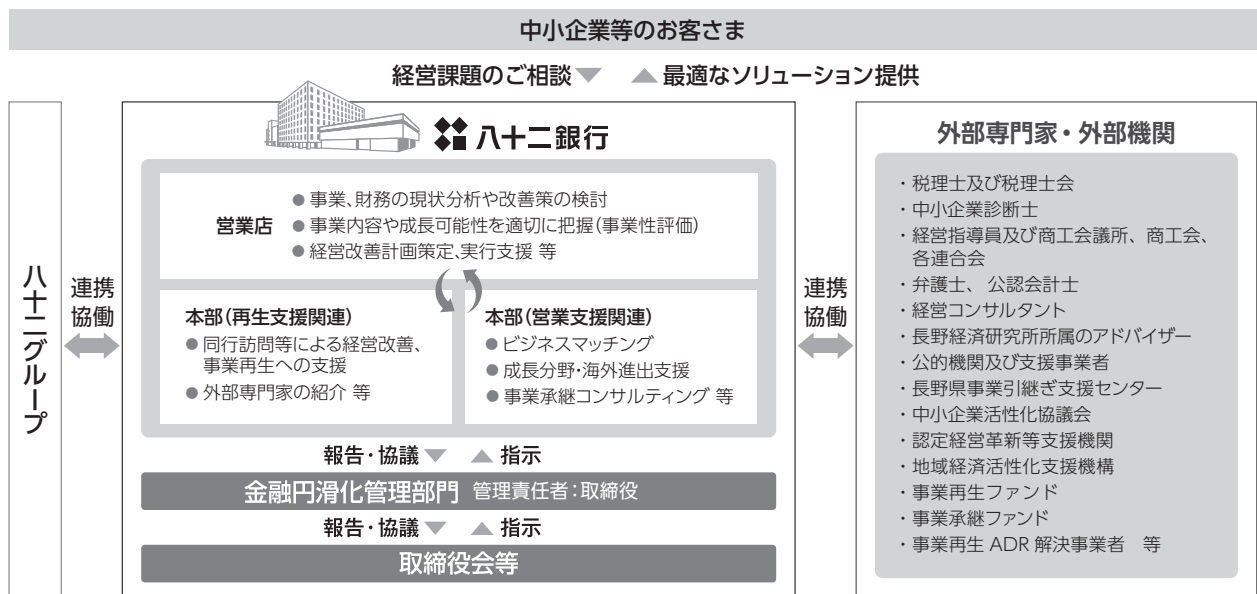 中小企業等のお客さま
経営課題のご相談▼ ▲最適なソリューション提供
八十二グループ
連携
協働
八十二銀行
営業店
● 事業、財務の現状分析や改善策の検討
● 事業内容や成長可能性を適切に把握(事業性評価)
● 経営改善計画策定、実行支援 等
本部(再生支援関連)
● 同行訪問等による経営改善、
事業再生への支援
● 外部専門家の紹介 等
本部(営業支援関連)
● ビジネスマッチング
● 成長分野・海外進出支援
● 事業承継コンサルティング 等
報告・協議▼ ▲指示
金融円滑化管理部門 管理責任者:取締役
報告・協議▼ ▲指示
取締役会等
連携
協働
外部専門家・外部機関
・税理士及び税理士会
・中小企業診断士
・経営指導員及び商工会議所、商工会、
各連合会
・弁護士、 公認会計士
・経営コンサルタント
・長野経済研究所所属のアドバイザー
・公的機関及び支援事業者
・長野県事業引継ぎ支援センター
・中小企業活性化協議会
・認定経営革新等支援機関
・地域経済活性化支援機構
・事業再生ファンド
・事業承継ファンド
・事業再生 ADR 解決事業者 等